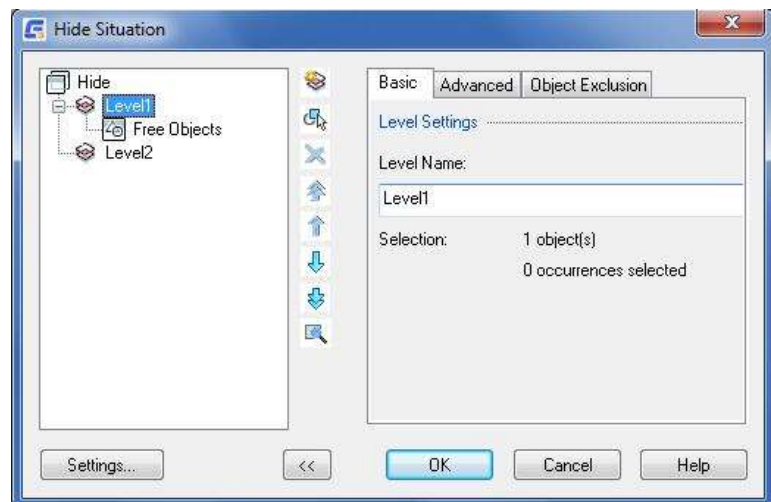 Hide Situation
Hide
Level1
Free Objects
Level2
Basic
Advanced
Object Exclusion
Level Settings
Level Name:
Level1
Selection:
1 object(s)
0 occurrences selected
Settings...
<<
OK
Cancel
Help